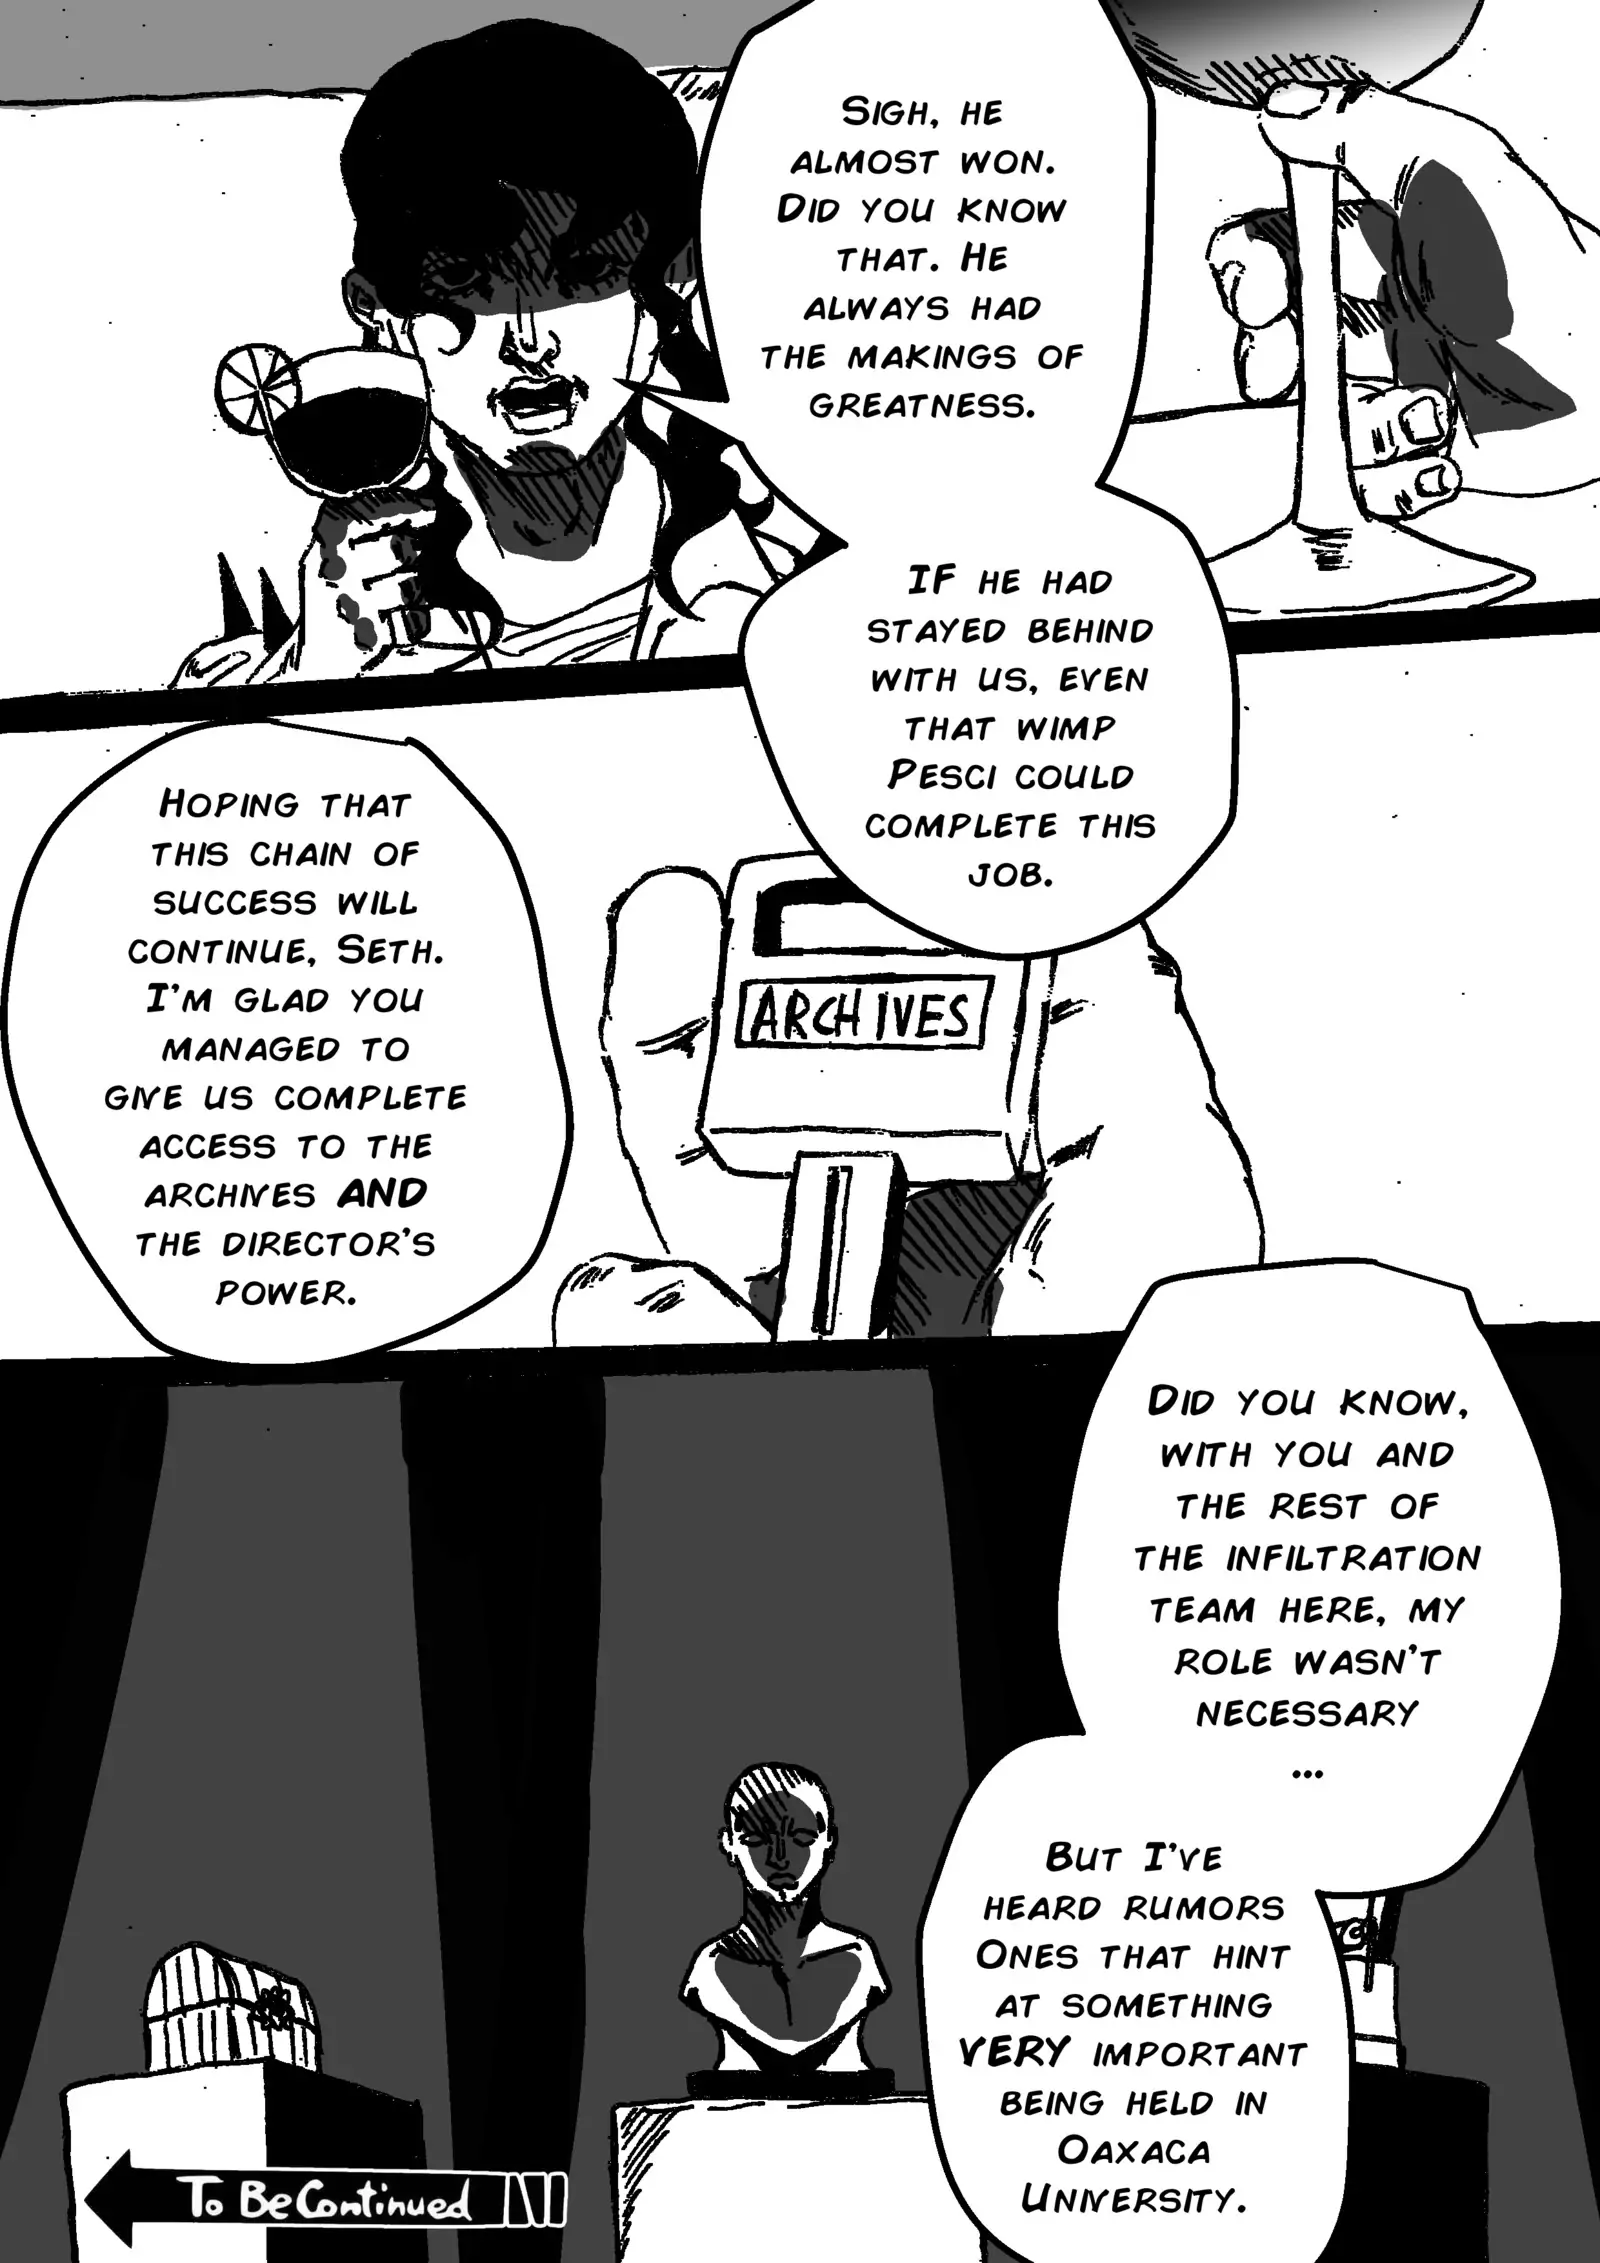 Sigh, he
almost won.
Did you know
that. He
always had
the makings of
greatness.
IF he had
stayed behind
with us, even
that wimp
Pesci could
complete this
job.
Hoping that
this chain of
success will
continue, Seth.
I'm glad you
managed to
give us complete
access to the
archives AND
the director's
power.
ARCHIVES
Did you know,
with you and
the rest of
the infiltration
team here, my
role wasn't
necessary
...
But I've
heard rumors
Ones that hint
at something
VERY important
being held in
Oaxaca
University.
To Be Continued